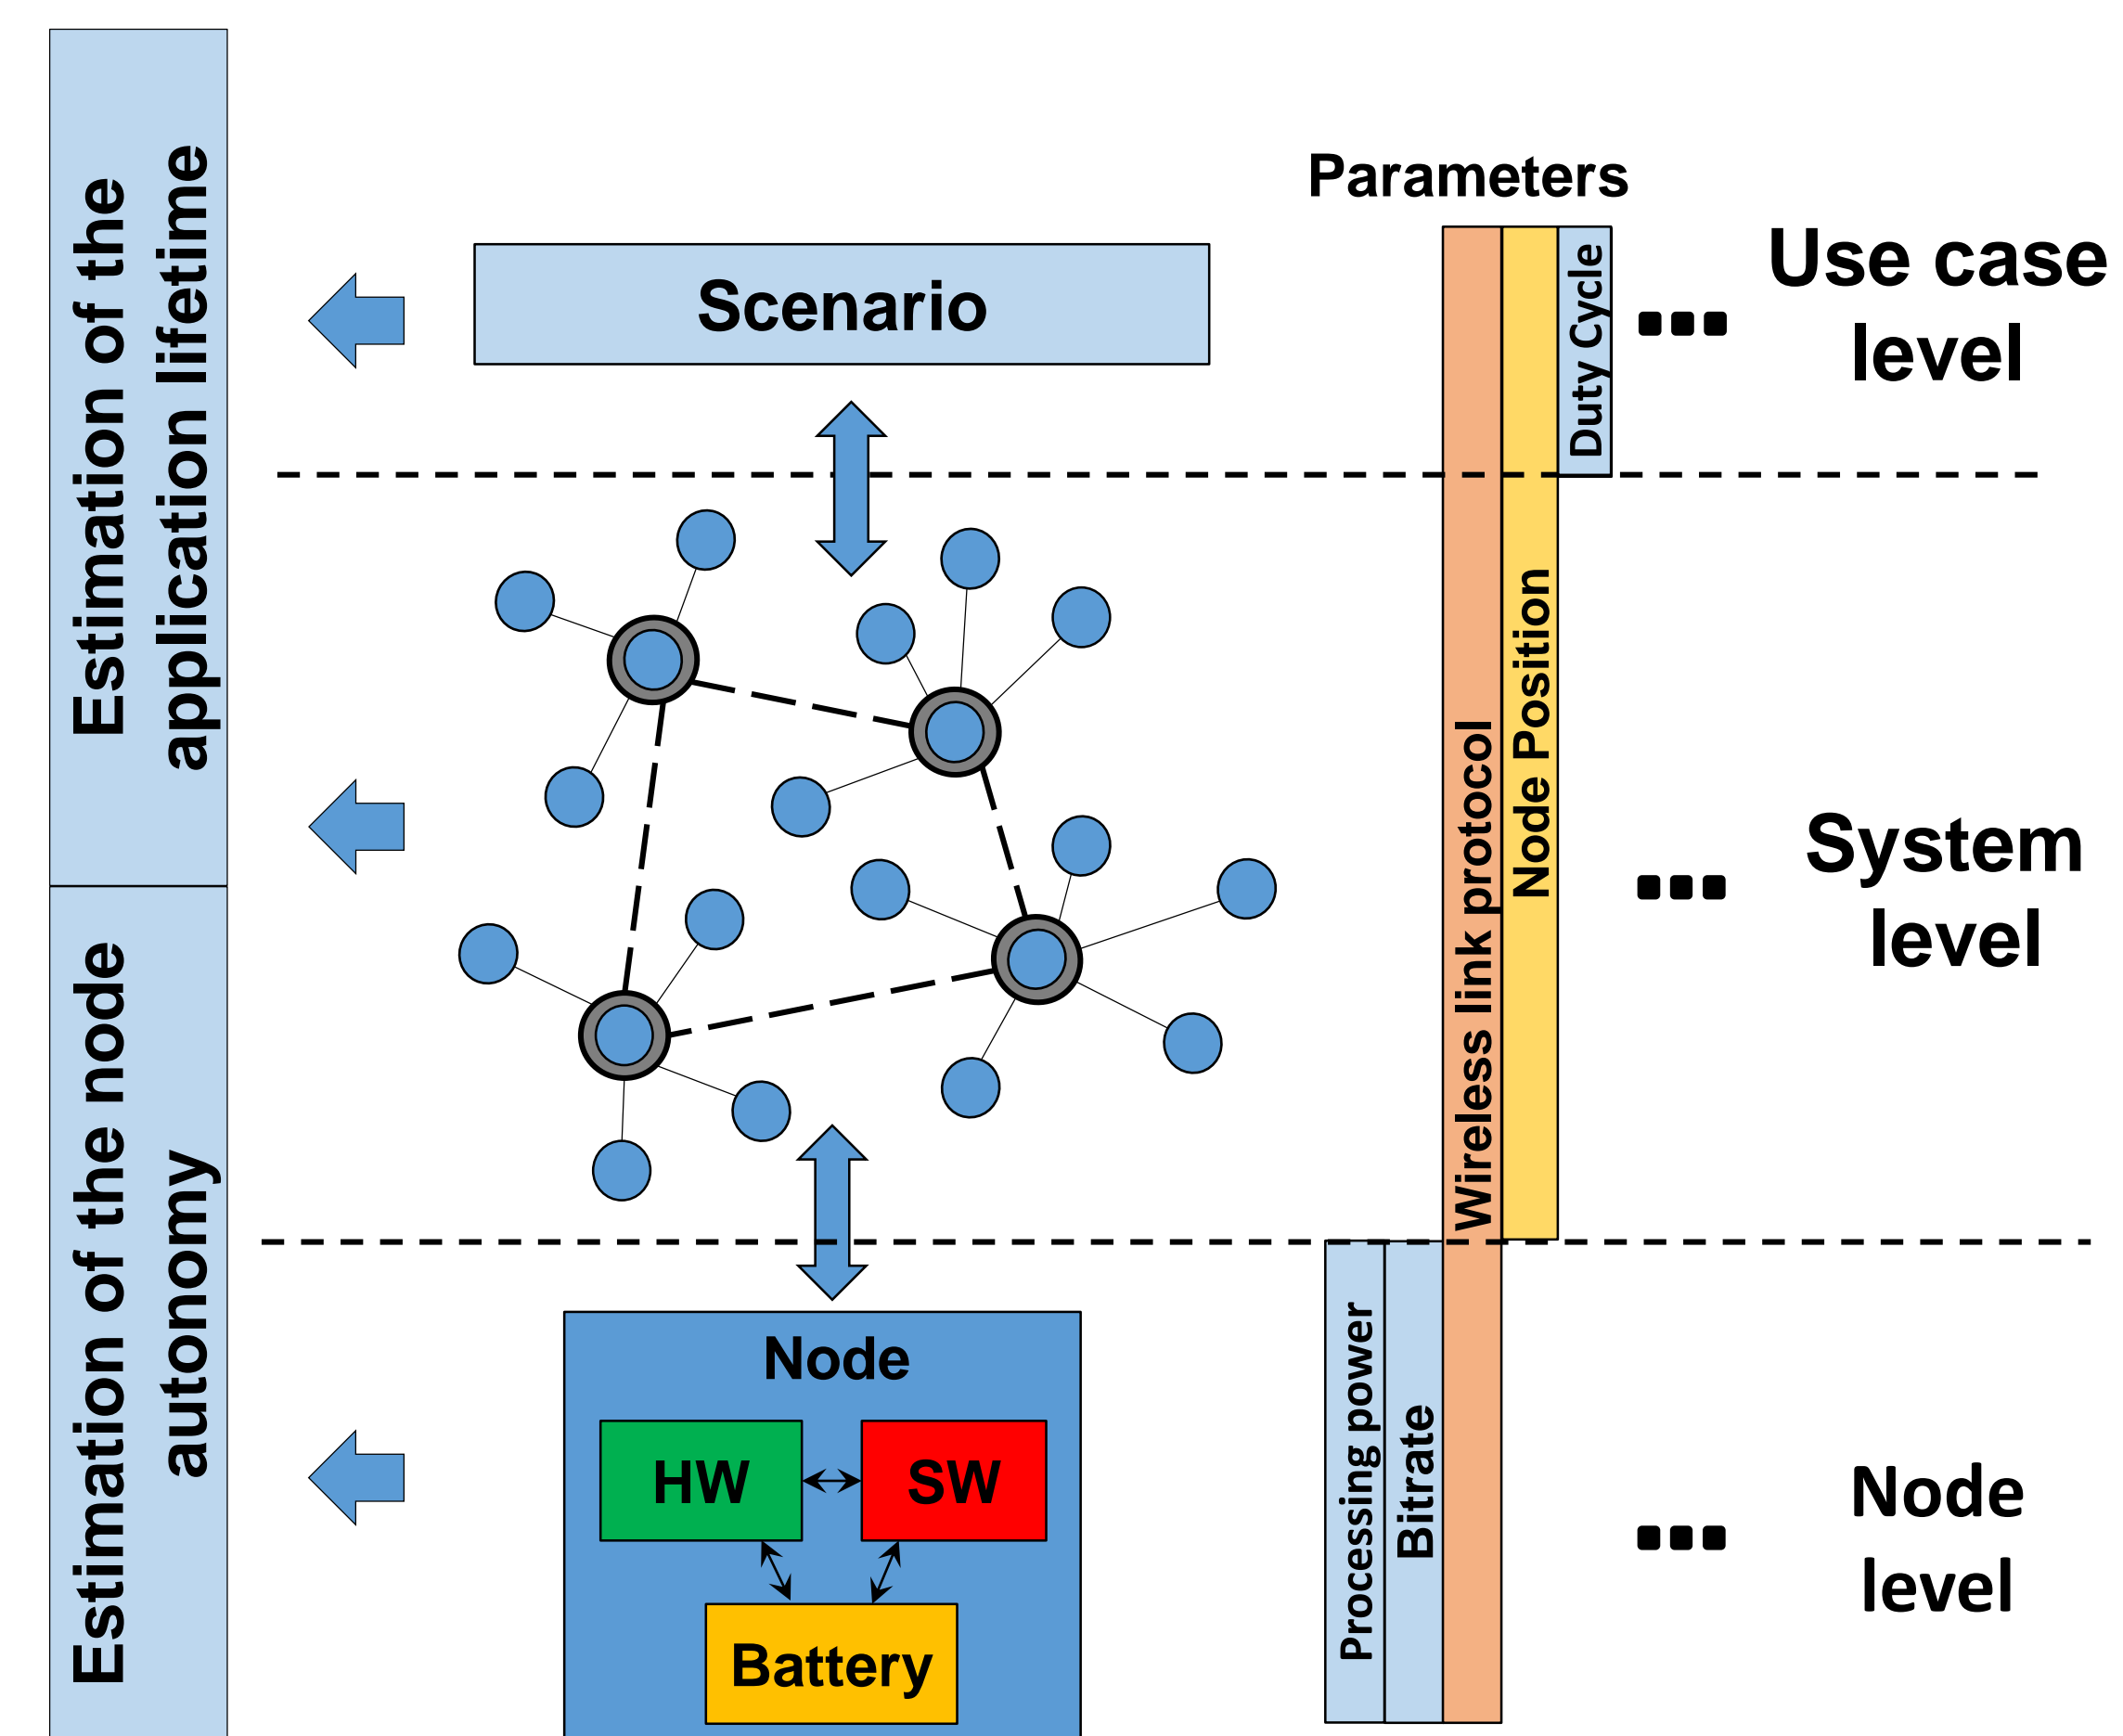 Estimation of the
application lifetime
Estimation of the node
autonomy
Parameters
Scenario
Duty Cycle
Use case
level
Node Position
Wireless link protocol
System
level
Node
HW
SW
Battery
Processing power
Bitrate
Node
level